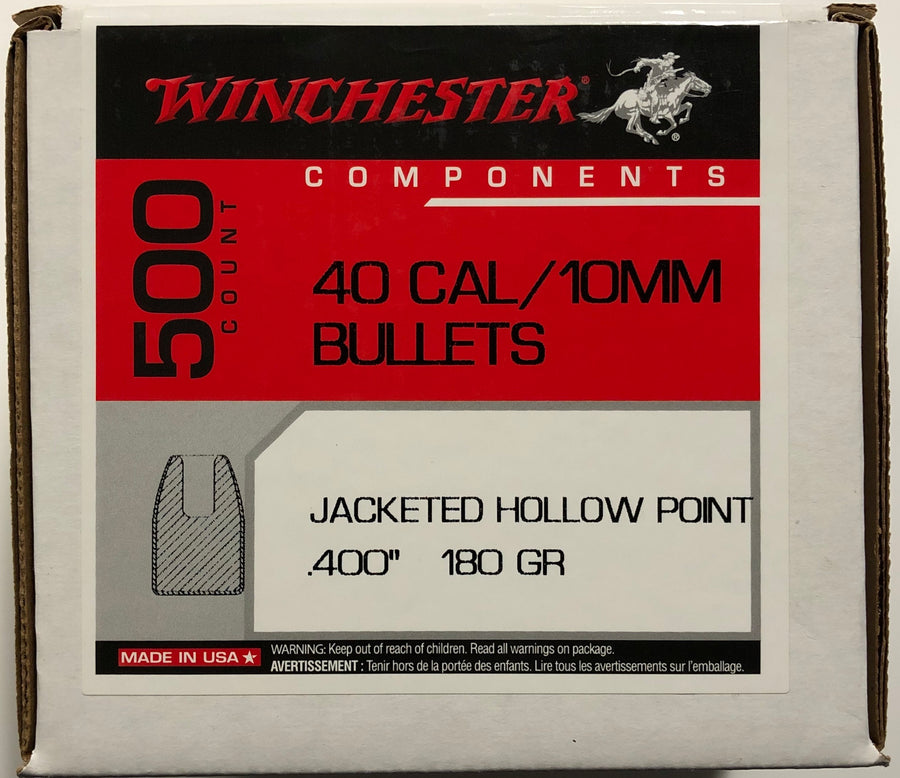 WINCHESTER®
®
COMPONENTS
500
COUNT
40 CAL/10MM
BULLETS
JACKETED HOLLOW POINT
.400" 180 GR
MADE IN USA
WARNING: Keep out of reach of children. Read all warnings on package.
AVERTISSEMENT : Tenir hors de la portée des enfants. Lire tous les avertissements sur l'emballage.